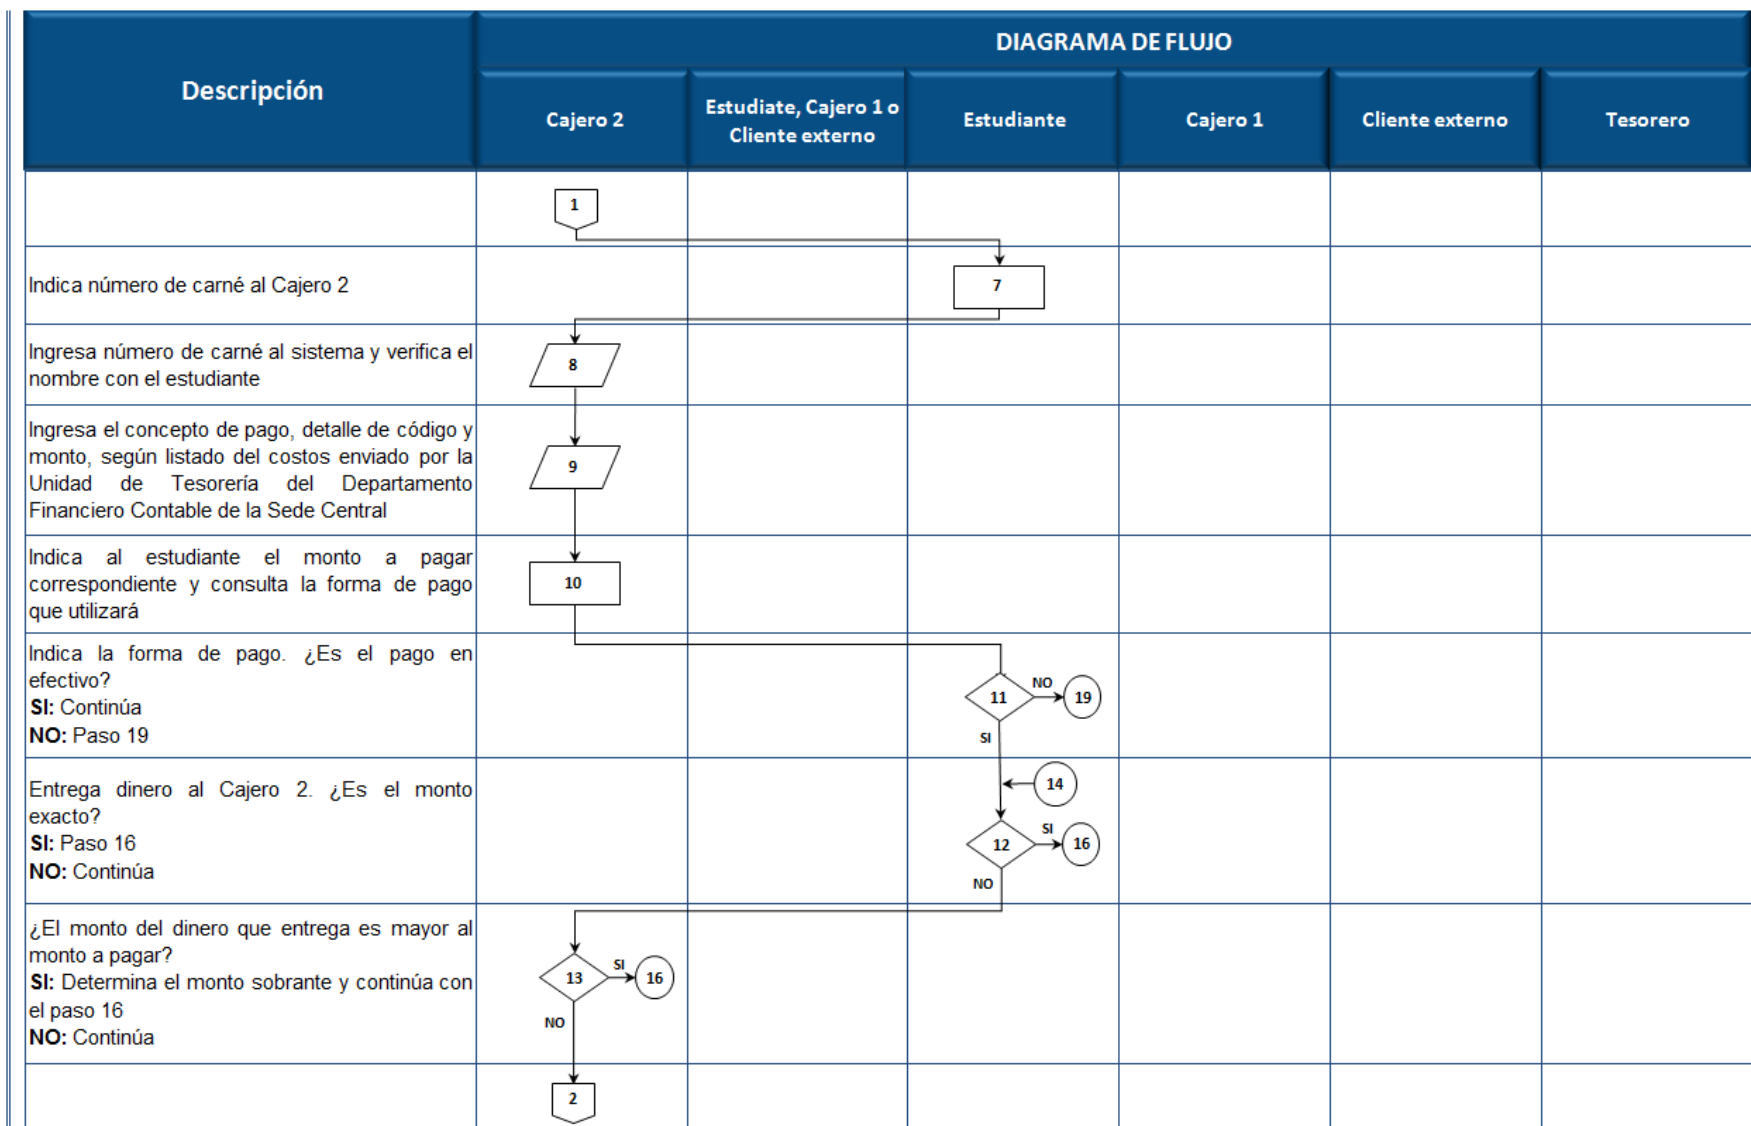 DIAGRAMA DE FLUJO
Descripción
Cajero 2
Estudiate, Cajero 1 o
Cliente externo
Estudiante
Cajero 1
Cliente externo
Tesorero
1
Indica número de carné al Cajero 2
7
Ingresa número de carné al sistema y verifica el
nombre con el estudiante
8
Ingresa el concepto de pago, detalle de código y
monto, según listado del costos enviado por la
Unidad de Tesorería del Departamento
Financiero Contable de la Sede Central
9
Indica al estudiante el monto a pagar
correspondiente y consulta la forma de pago
que utilizará
10
Indica la forma de pago. ¿Es el pago en
efectivo?
SI: Continúa
NO: Paso 19
11
NO
19
SI
Entrega dinero al Cajero 2. ¿Es el monto
exacto?
SI: Paso 16
NO: Continúa
14
12
SI
16
NO
¿El monto del dinero que entrega es mayor al
monto a pagar?
SI: Determina el monto sobrante y continúa con
el paso 16
NO: Continúa
13
SI
16
NO
2